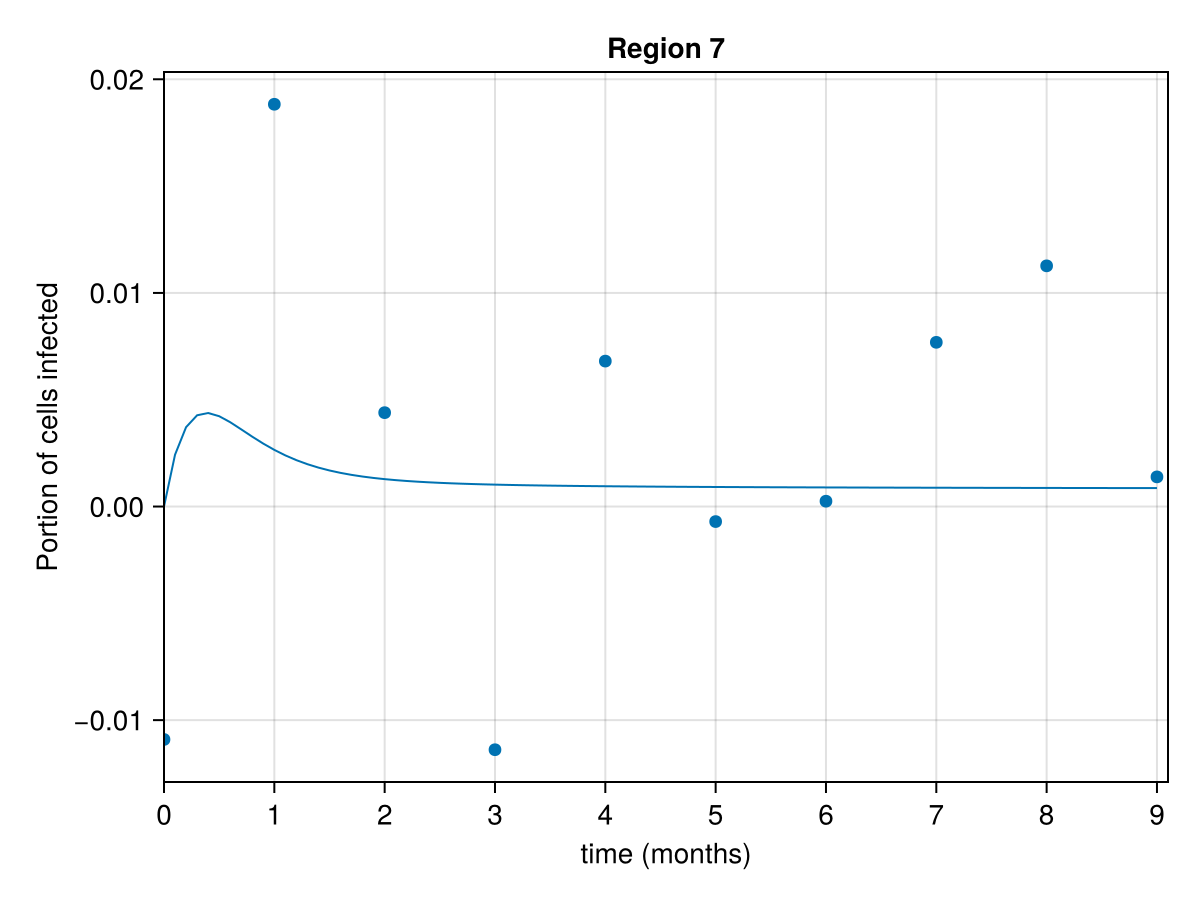 Region 7
Portion of cells infected
0.02
0.01
0.00
−0.01
0 1 2 3 4 5 6 7 8 9
time (months)